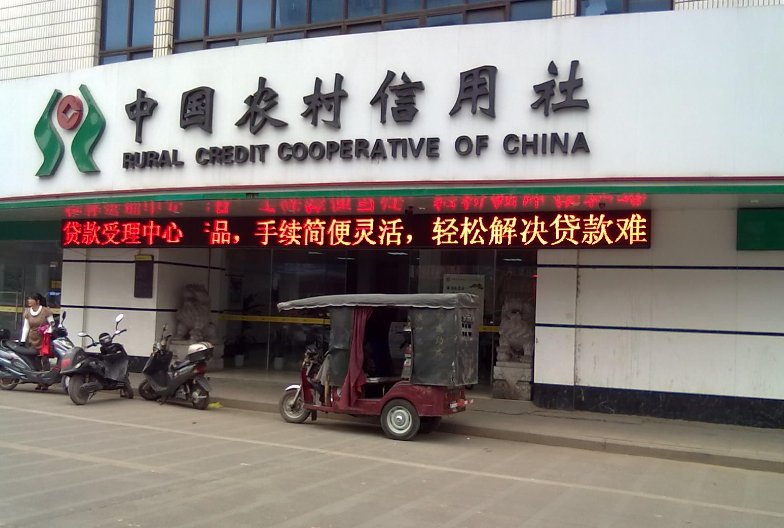 中国农村信用社
RURAL CREDIT COOPERATIVE OF CHINA
贷款受理中心 品，手续简便灵活，轻松解决贷款难